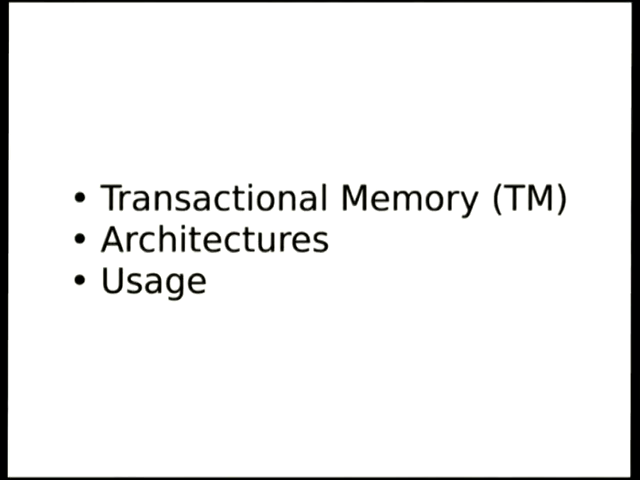 • Transactional Memory (TM)
• Architectures
• Usage